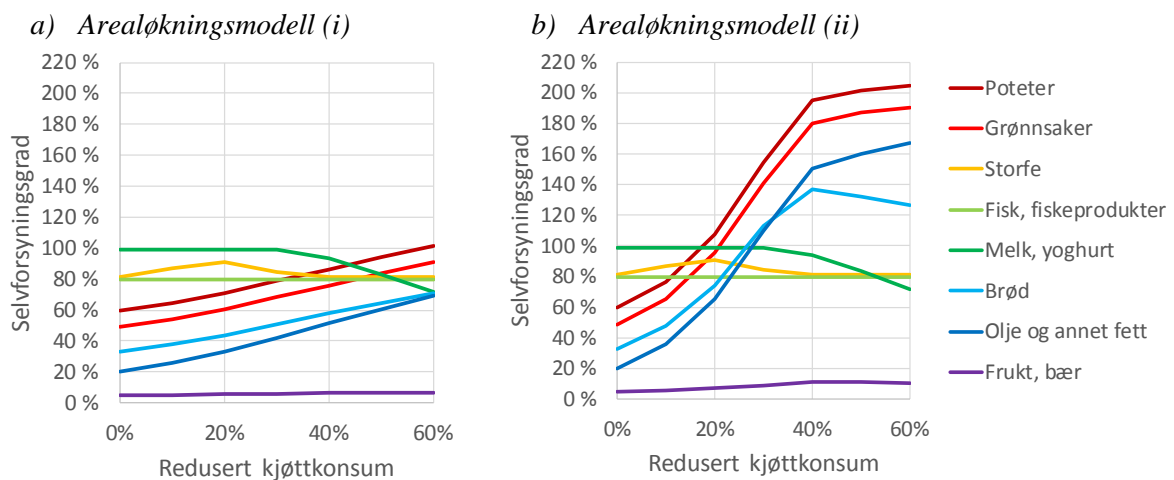 a) Arealøkningsmodell (i)
220 %
200 %
180 %
160 %
140 %
120 %
100 %
80 %
60 %
40 %
20 %
0 %
Selvforsyningsgrad
0%
20%
40%
60%
Redusert kjøttkonsum
b) Arealøkningsmodell (ii)
220 %
200 %
180 %
160 %
140 %
120 %
100 %
80 %
60 %
40 %
20 %
0 %
Selvforsyningsgrad
0%
20%
40%
60%
Redusert kjøttkonsum
Poteter
Grønnsaker
Storfe
Fisk, fiskeprodukter
Melk, yoghurt
Brød
Olje og annet fett
Frukt, bær